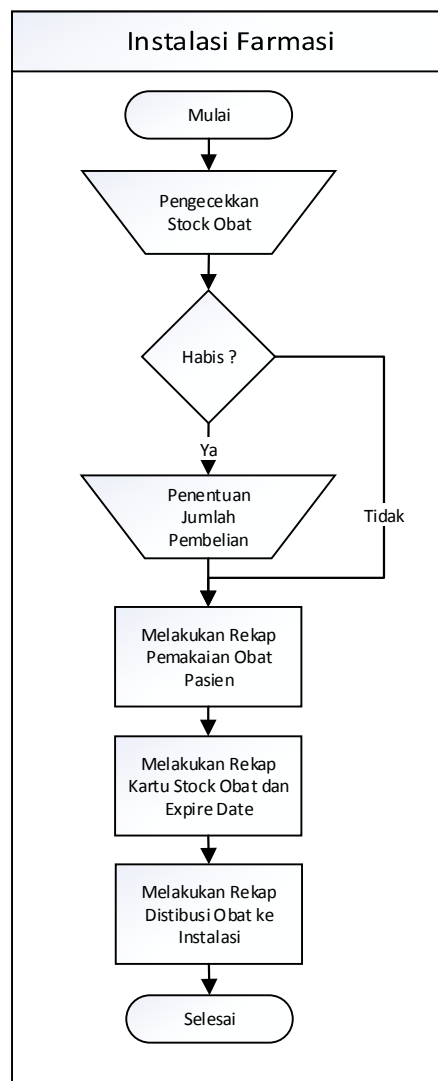 Instalasi Farmasi
Mulai
Pengecekkan
Stock Obat
Habis ?
Ya
Tidak
Penentuan
Jumlah
Pembelian
Melakukan Rekap
Pemakaian Obat
Pasien
Melakukan Rekap
Kartu Stock Obat dan
Expire Date
Melakukan Rekap
Distibusi Obat ke
Instalasi
Selesai